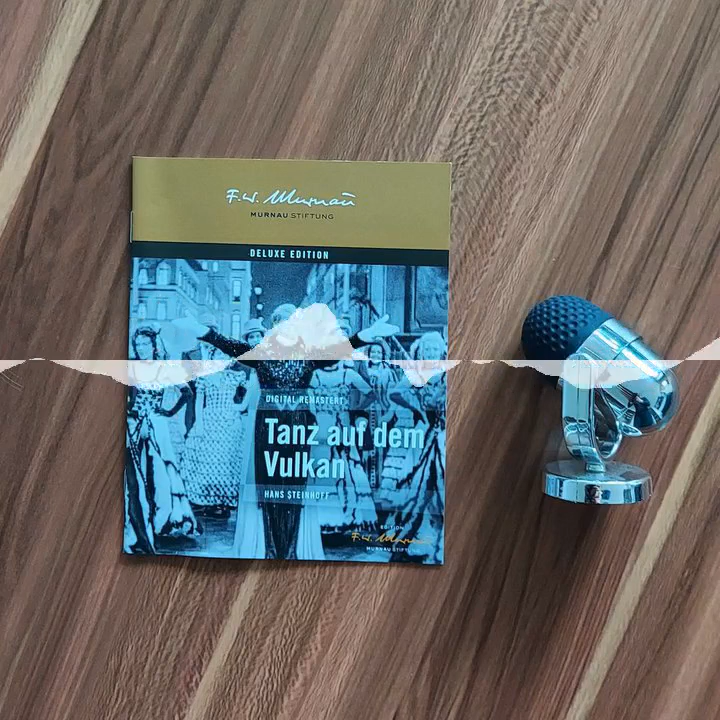 F.W. Murnau
MURNAU STIFTUNG
DELUXE EDITION
DIGITAL REMASTERT
Tanz auf dem
Vulkan
HANS STEINHOFF
EDITION
F.W. Murnau
MURNAU STIFTUNG